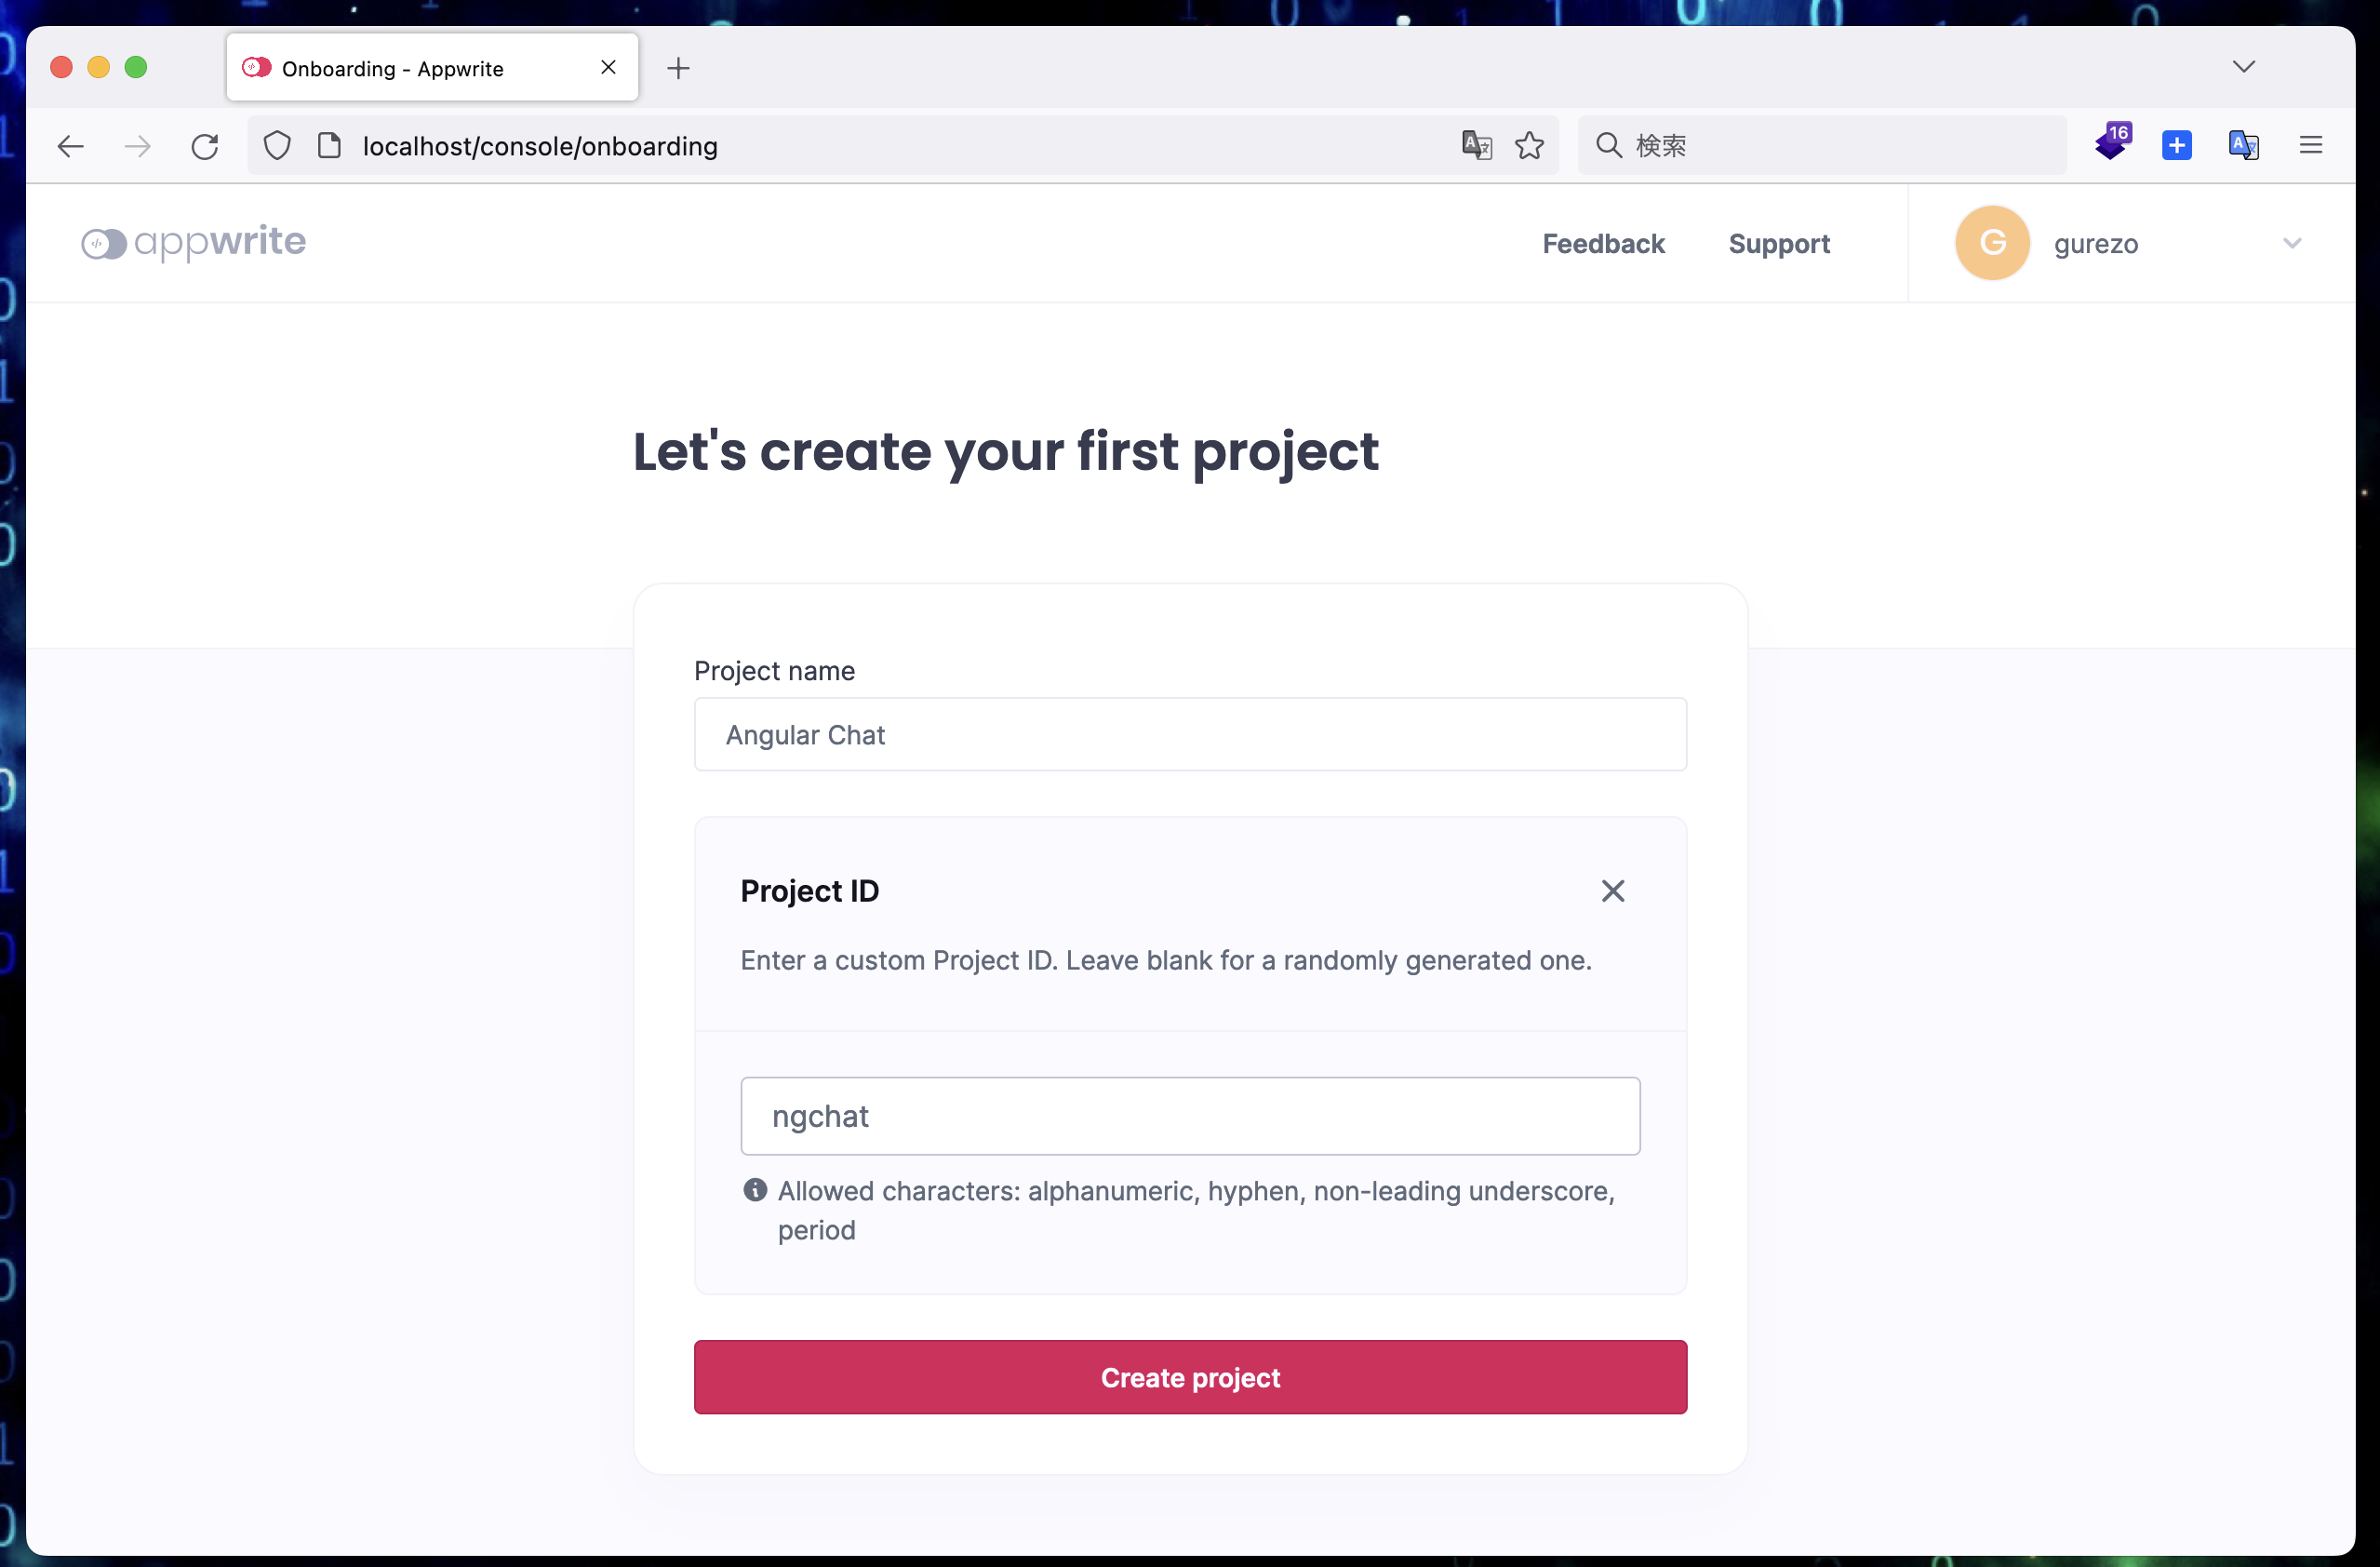 Onboarding - Appwrite
localhost/console/onboarding
検索
16
appwrite
Feedback
Support
G
gurezo
Let's create your first project
Project name
Angular Chat
Project ID
Enter a custom Project ID. Leave blank for a randomly generated one.
ngchat
Allowed characters: alphanumeric, hyphen, non-leading underscore,
period
Create project